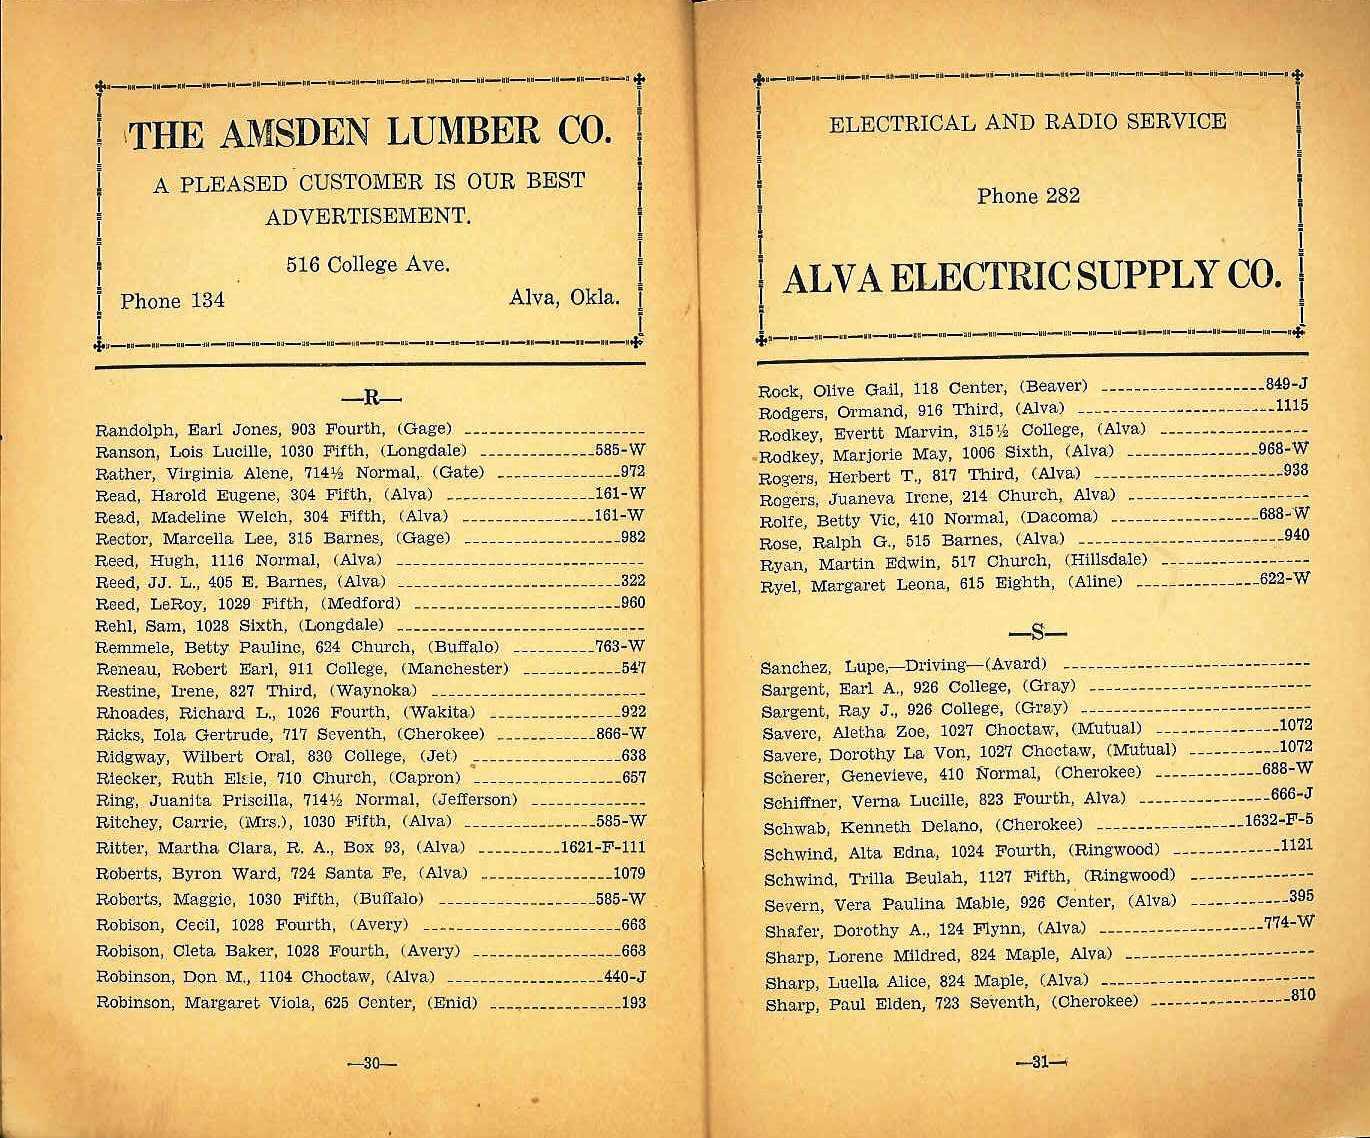 THE AMSDEN LUMBER CO.
A PLEASED CUSTOMER IS OUR BEST
ADVERTISEMENT.
516 College Ave.
Phone 134 Alva, Okla.
—R—
Randolph, Earl Jones, 903 Fourth, (Gage) --------------------
Ranson, Lois Lucille, 1030 Fifth, (Longdale) -------------585-W
Rather, Virginia Alene, 714½ Normal, (Gate) --------------972
Read, Harold Eugene, 304 Fifth, (Alva) -----------------161-W
Read, Madeline Welch, 304 Fifth, (Alva) ---------------161-W
Rector, Marcella Lee, 315 Barnes, (Gage) -----------------982
Reed, Hugh, 1116 Normal, (Alva) ----------------------------
Reed, JJ. L., 405 E. Barnes, (Alva) -------------------------322
Reed, LeRoy, 1029 Fifth, (Medford) -----------------------960
Rehl, Sam, 1028 Sixth, (Longdale) ----------------------------
Remmele, Betty Pauline, 624 Church, (Buffalo) ----------763-W
Reneau, Robert Earl, 911 College, (Manchester) -----------547
Restine, Irene, 827 Third, (Waynoka) ------------------------
Rhoades, Richard L., 1026 Fourth, (Wakita) ---------------922
Ricks, Iola Gertrude, 717 Seventh, (Cherokee) -----------866-W
Ridgway, Wilbert Oral, 830 College, (Jet) -----------------638
Riecker, Ruth Elsie, 710 Church, (Capron) -----------------657
Ring, Juanita Priscilla, 714½ Normal, (Jefferson) -------------
Ritchey, Carrie, (Mrs.), 1030 Fifth, (Alva) ---------------585-W
Ritter, Martha Clara, R. A., Box 93, (Alva) ----------1621-F-111
Roberts, Byron Ward, 724 Santa Fe, (Alva) ---------------1079
Roberts, Maggie, 1030 Fifth, (Buffalo) ------------------585-W
Robison, Cecil, 1028 Fourth, (Avery) ----------------------663
Robison, Cleta Baker, 1028 Fourth, (Avery) -----------------663
Robinson, Don M., 1104 Choctaw, (Alva) ------------------440-J
Robinson, Margaret Viola, 625 Center, (Enid) ---------------193
—30—
ELECTRICAL AND RADIO SERVICE
Phone 282
ALVA ELECTRIC SUPPLY CO.
Rock, Olive Gail, 118 Center, (Beaver) -------------------849-J
Rodgers, Ormand, 916 Third, (Alva) ----------------------1115
Rodkey, Evertt Marvin, 315½ College, (Alva) -----------------
Rodkey, Marjorie May, 1006 Sixth, (Alva) ---------------968-W
Rogers, Herbert T., 817 Third, (Alva) ---------------------938
Rogers, Juaneva Irene, 214 Church, Alva) --------------------
Rolfe, Betty Vic, 410 Normal, (Dacoma) -----------------688-W
Rose, Ralph G., 515 Barnes, (Alva) ------------------------940
Ryan, Martin Edwin, 517 Church, (Hillsdale) -----------------
Ryel, Margaret Leona, 615 Eighth, (Aline) --------------622-W
—S—
Sanchez, Lupe,—Driving—(Avard) ----------------------------
Sargent, Earl A., 926 College, (Gray) -------------------------
Sargent, Ray J., 926 College, (Gray) --------------------------
Savere, Aletha Zoe, 1027 Choctaw, (Mutual) --------------1072
Savere, Dorothy La Von, 1027 Choctaw, (Mutual) ----------1072
Scherer, Genevieve, 410 Normal, (Cherokee) ------------688-W
Schiffner, Verna Lucille, 823 Fourth, Alva) ---------------666-J
Schwab, Kenneth Delano, (Cherokee) -----------------1632-F-5
Schwind, Alta Edna, 1024 Fourth, (Ringwood) ------------1121
Schwind, Trilla Beulah, 1127 Fifth, (Ringwood) --------------
Severn, Vera Paulina Mable, 926 Center, (Alva) -----------395
Shafer, Dorothy A., 124 Flynn, (Alva) ------------------774-W
Sharp, Lorene Mildred, 824 Maple, Alva) ---------------------
Sharp, Luella Alice, 824 Maple, (Alva) ------------------------
Sharp, Paul Elden, 723 Seventh, (Cherokee) ----------------810
—31—